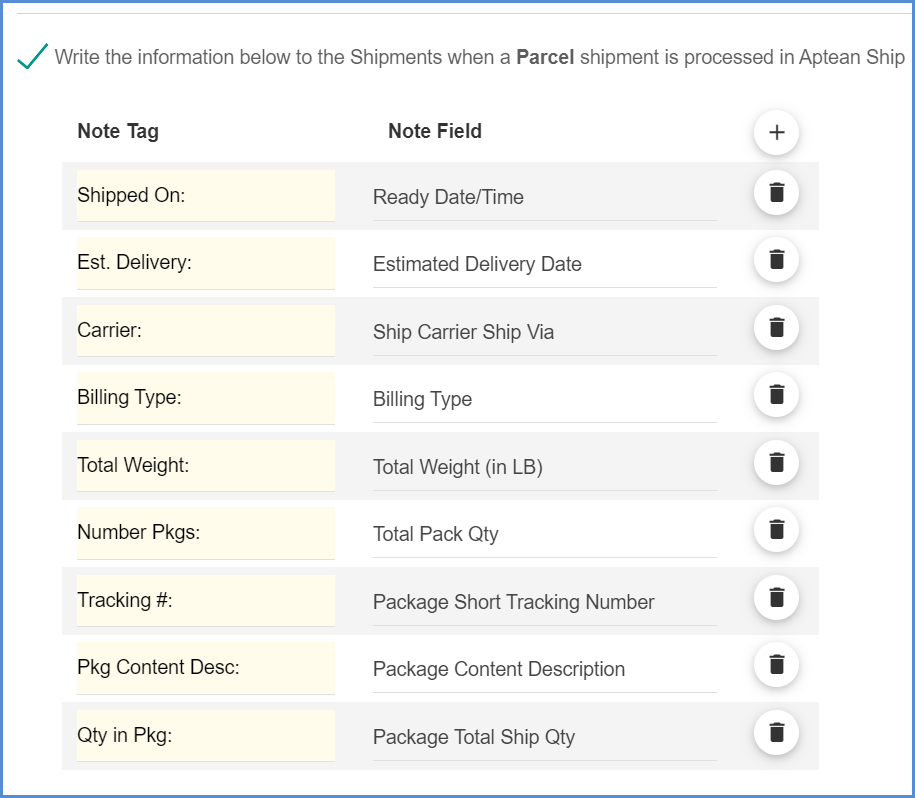 Write the information below to the Shipments when a Parcel shipment is processed in Aptean Ship
Note Tag Note Field
Shipped On: Ready Date/Time
Est. Delivery: Estimated Delivery Date
Carrier: Ship Carrier Ship Via
Billing Type: Billing Type
Total Weight: Total Weight (in LB)
Number Pkgs: Total Pack Qty
Tracking #: Package Short Tracking Number
Pkg Content Desc: Package Content Description
Qty in Pkg: Package Total Ship Qty